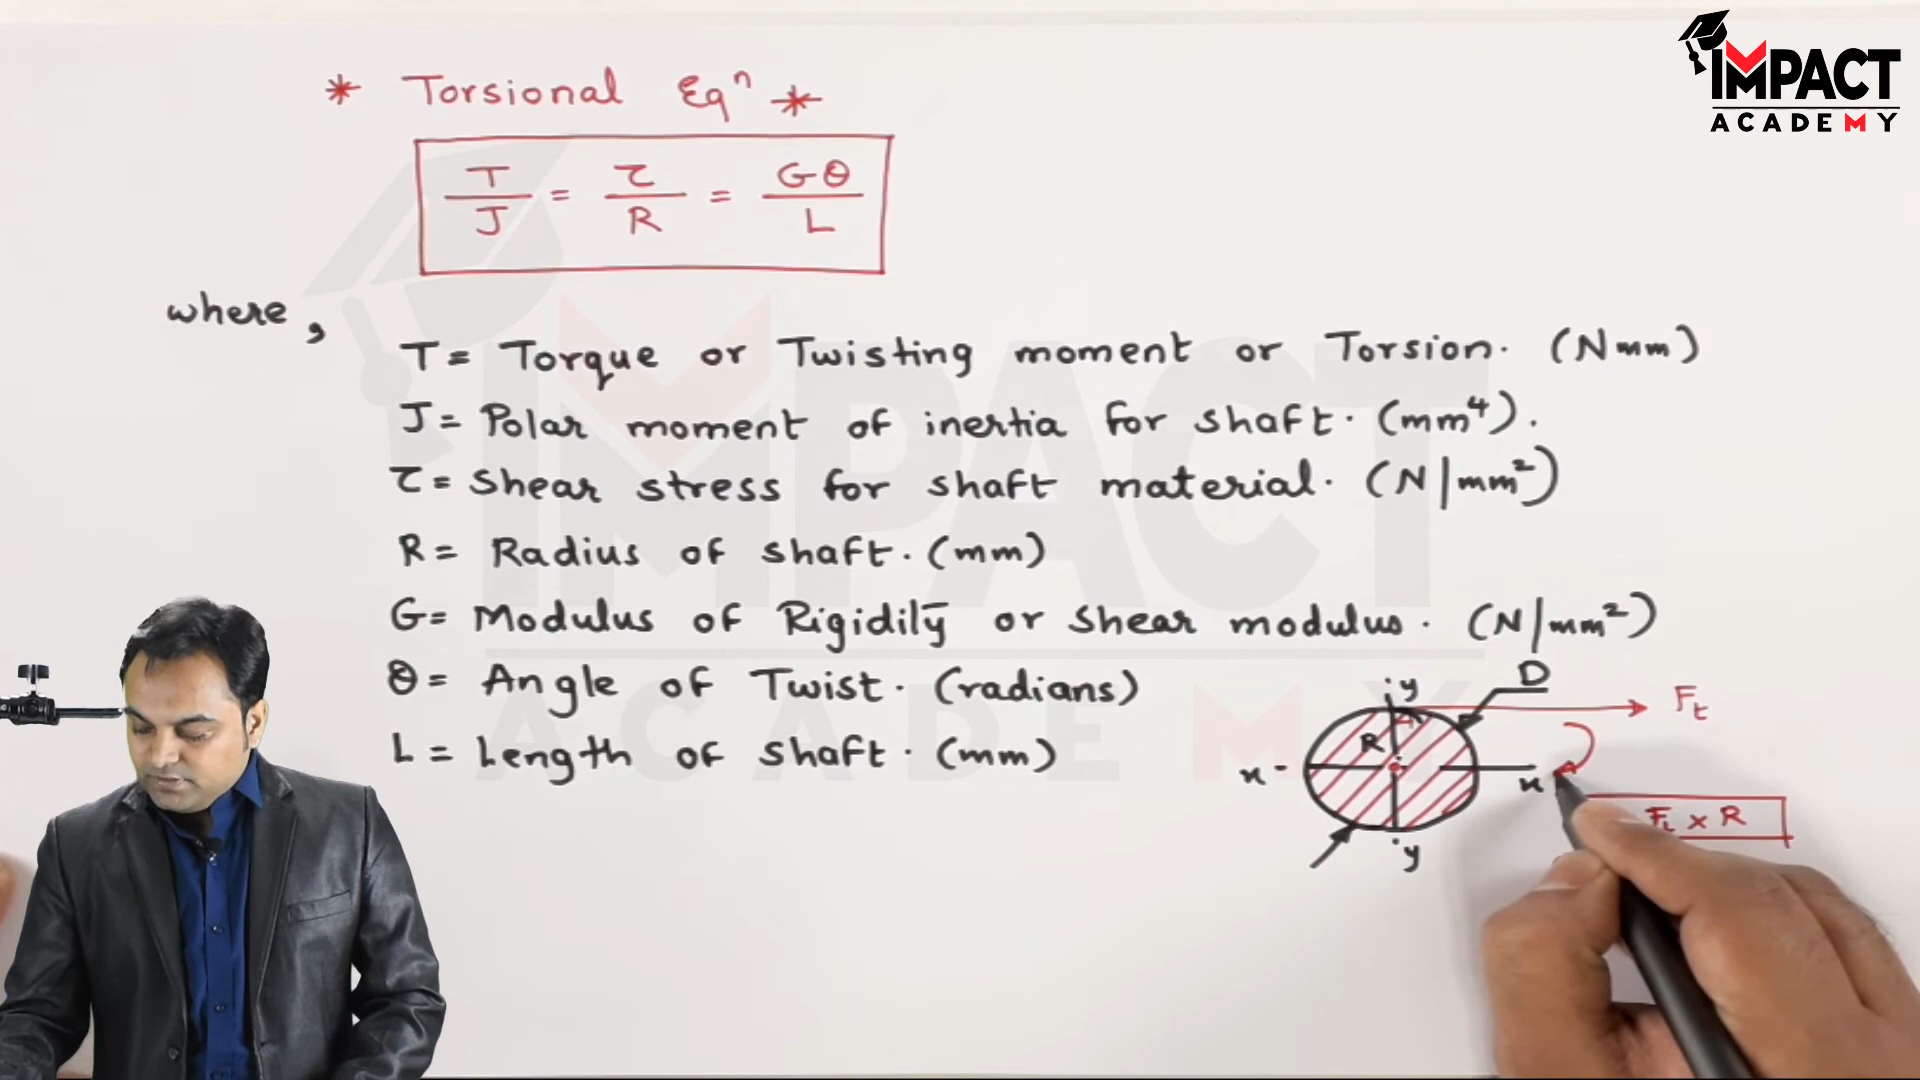 IMPACT
ACADEMY
* Torsional Eqⁿ *
T/J = τ/R = Gθ/L
where,
T = Torque or Twisting moment or Torsion. (Nmm)
J = Polar moment of inertia for shaft. (mm⁴).
τ = Shear stress for shaft material. (N/mm²)
R = Radius of shaft. (mm)
G = Modulus of Rigidity or Shear modulus. (N/mm²)
θ = Angle of Twist. (radians)
L = Length of shaft. (mm)
y
D
A
Fₜ
R
x
x
Fₜ × R
y